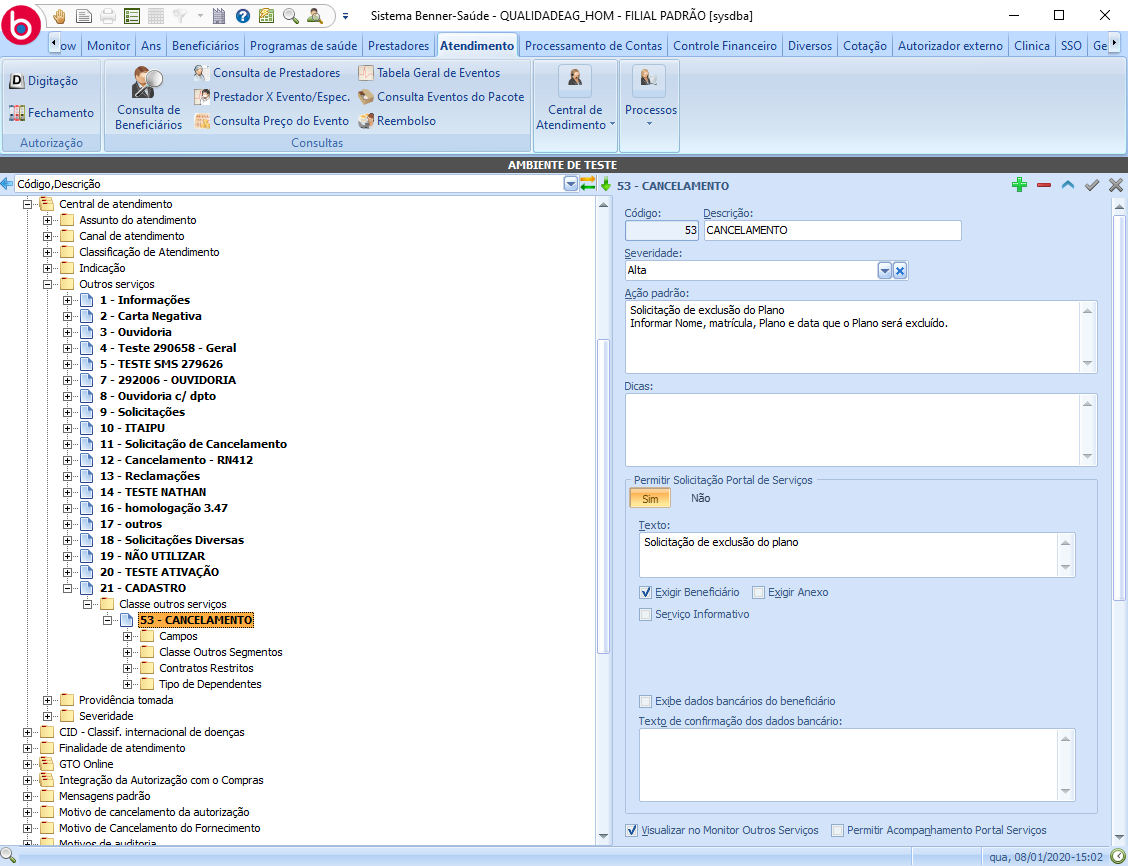 Sistema Benner-Saúde - QUALIDADEAG_HOM - FILIAL PADRÃO [sysdba]
ow Monitor Ans Beneficiários Programas de saúde Prestadores Atendimento Processamento de Contas Controle Financeiro Diversos Cotação Autorizador externo Clinica SSO Ge
Digitação
Fechamento
Autorização
Consulta de
Beneficiários
Consulta de Prestadores
Prestador X Evento/Espec.
Consulta Preço do Evento
Tabela Geral de Eventos
Consulta Eventos do Pacote
Reembolso
Consultas
Central de
Atendimento
Processos
AMBIENTE DE TESTE
Código,Descrição
Central de atendimento
Assunto do atendimento
Canal de atendimento
Classificação de Atendimento
Indicação
Outros serviços
1 - Informações
2 - Carta Negativa
3 - Ouvidoria
4 - Teste 290658 - Geral
5 - TESTE SMS 279626
7 - 292006 - OUVIDORIA
8 - Ouvidoria c/ dpto
9 - Solicitações
10 - ITAIPU
11 - Solicitação de Cancelamento
12 - Cancelamento - RN412
13 - Reclamações
14 - TESTE NATHAN
16 - homologação 3.47
17 - outros
18 - Solicitações Diversas
19 - NÃO UTILIZAR
20 - TESTE ATIVAÇÃO
21 - CADASTRO
Classe outros serviços
53 - CANCELAMENTO
Campos
Classe Outros Segmentos
Contratos Restritos
Tipo de Dependentes
Providência tomada
Severidade
CID - Classif. internacional de doenças
Finalidade de atendimento
GTO Online
Integração da Autorização com o Compras
Mensagens padrão
Motivo de cancelamento da autorização
Motivo de Cancelamento do Fornecimento
Motivos de auditoria
53 - CANCELAMENTO
Código: Descrição:
53 CANCELAMENTO
Severidade:
Alta
Ação padrão:
Solicitação de exclusão do Plano
Informar Nome, matrícula, Plano e data que o Plano será excluído.
Dicas:
Permitir Solicitação Portal de Serviços
Sim Não
Texto:
Solicitação de exclusão do plano
Exigir Beneficiário Exigir Anexo
Serviço Informativo
Exibe dados bancários do beneficiário
Texto de confirmação dos dados bancário:
Visualizar no Monitor Outros Serviços Permitir Acompanhamento Portal Serviços
qua, 08/01/2020-15:02